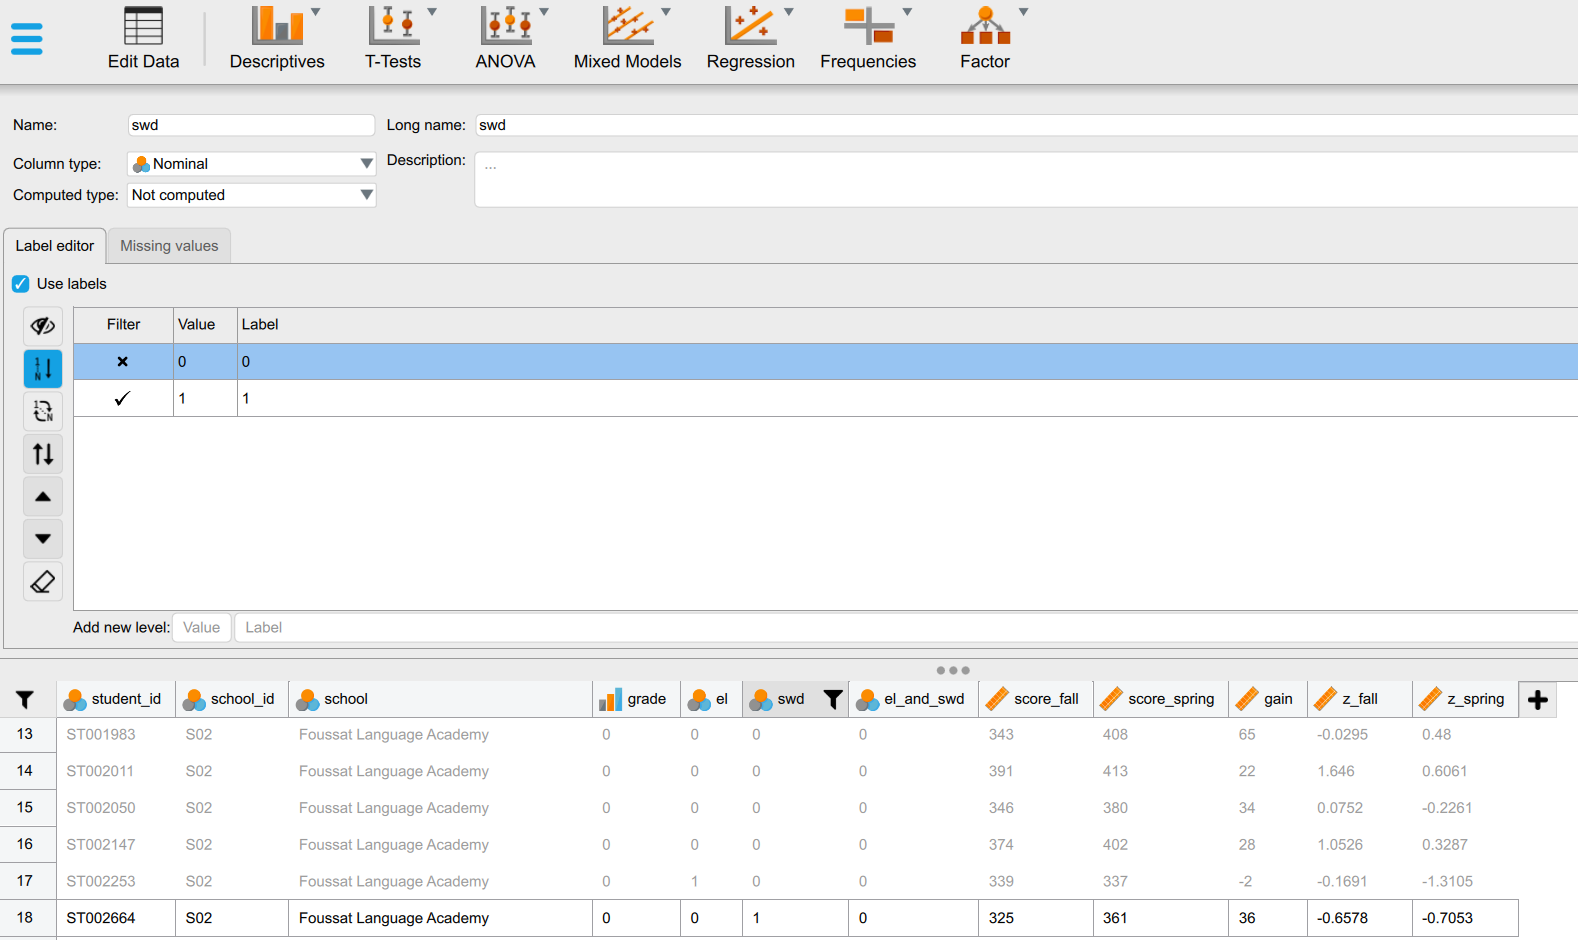 Edit Data Descriptives T-Tests ANOVA Mixed Models Regression Frequencies Factor
Name: swd Long name: swd
Column type: Nominal Description: ...
Computed type: Not computed
Label editor Missing values
Use labels
Filter Value Label
0 0
1 1
Add new level: Value Label
student_id school_id school grade el swd el_and_swd score_fall score_spring gain z_fall z_spring
13 ST001983 S02 Foussat Language Academy 0 0 0 0 343 408 65 -0.0295 0.48
14 ST002011 S02 Foussat Language Academy 0 0 0 0 391 413 22 1.646 0.6061
15 ST002050 S02 Foussat Language Academy 0 0 0 0 346 380 34 0.0752 -0.2261
16 ST002147 S02 Foussat Language Academy 0 0 0 0 374 402 28 1.0526 0.3287
17 ST002253 S02 Foussat Language Academy 0 1 0 0 339 337 -2 -0.1691 -1.3105
18 ST002664 S02 Foussat Language Academy 0 0 1 0 325 361 36 -0.6578 -0.7053